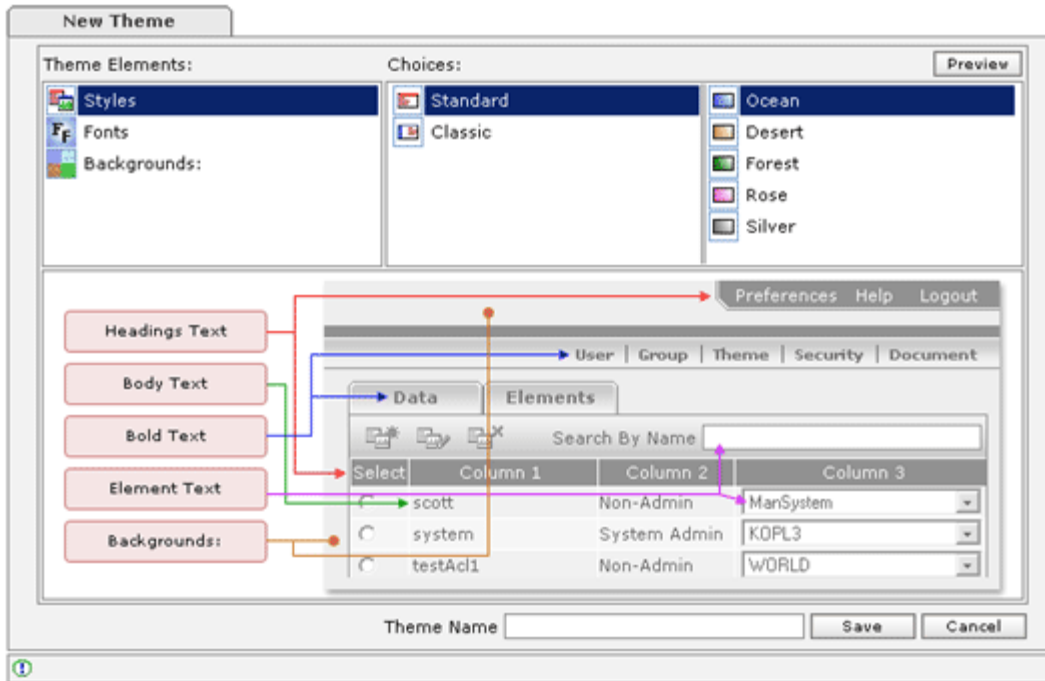 New Theme
Theme Elements: Choices: Preview
Styles Standard Ocean
Fonts Classic Desert
Backgrounds: Forest
Rose
Silver
Preferences Help Logout
Headings Text
User | Group | Theme | Security | Document
Body Text
Data Elements
Bold Text
Search By Name
Select Column 1 Column 2 Column 3
Element Text
scott Non-Admin ManSystem
Backgrounds:
system System Admin KOPL3
testAcl1 Non-Admin WORLD
Theme Name Save Cancel